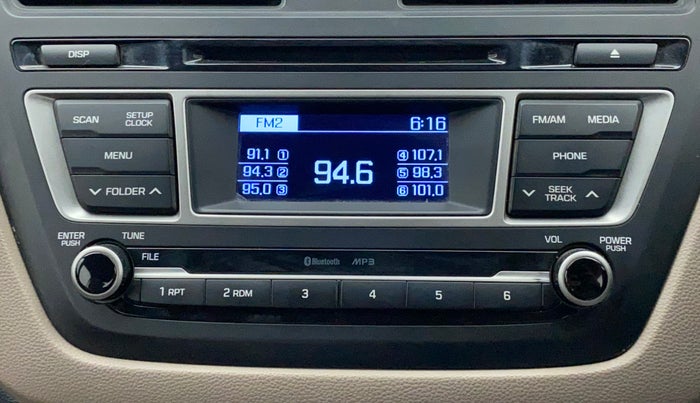 DISP
SCAN
SETUP
CLOCK
MENU
FOLDER
FM2
6:16
91.1 1
94.3 2
95.0 3
94.6
4 107.1
5 98.3
6 101.0
FM/AM
MEDIA
PHONE
SEEK
TRACK
ENTER
PUSH
TUNE
FILE
Bluetooth
MP3
VOL
POWER
PUSH
1 RPT
2 RDM
3
4
5
6